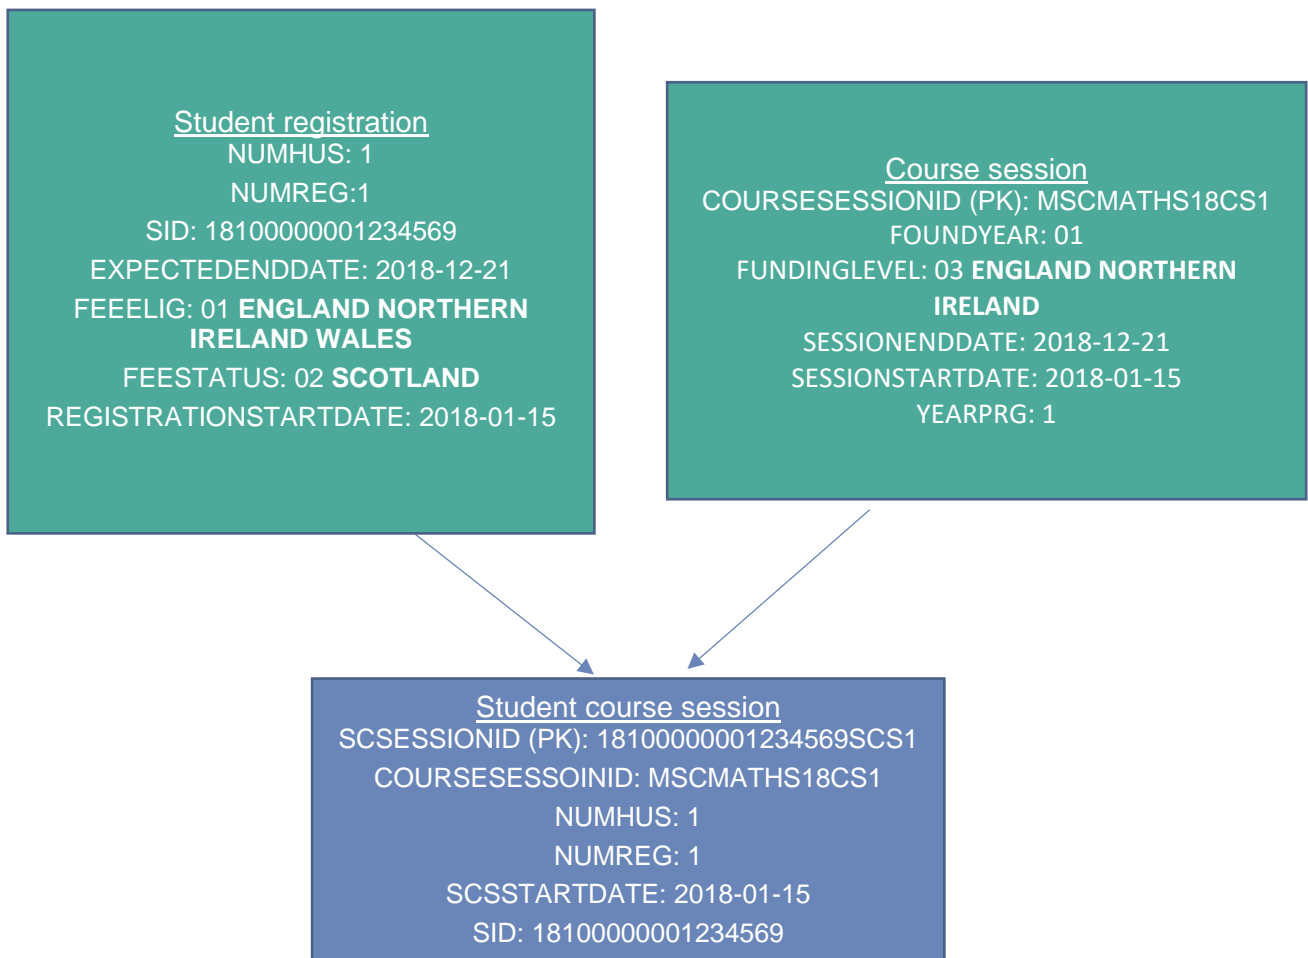 Student registration
NUMHUS: 1
NUMREG:1
SID: 18100000001234569
EXPECTEDENDDATE: 2018-12-21
FEEELIG: 01 ENGLAND NORTHERN
IRELAND WALES
FEESTATUS: 02 SCOTLAND
REGISTRATIONSTARTDATE: 2018-01-15
Course session
COURSESESSIONID (PK): MSCMATHS18CS1
FOUNDYEAR: 01
FUNDINGLEVEL: 03 ENGLAND NORTHERN
IRELAND
SESSIONENDDATE: 2018-12-21
SESSIONSTARTDATE: 2018-01-15
YEARPRG: 1
Student course session
SCSESSIONID (PK): 18100000001234569SCS1
COURSESESSOINID: MSCMATHS18CS1
NUMHUS: 1
NUMREG: 1
SCSSTARTDATE: 2018-01-15
SID: 18100000001234569